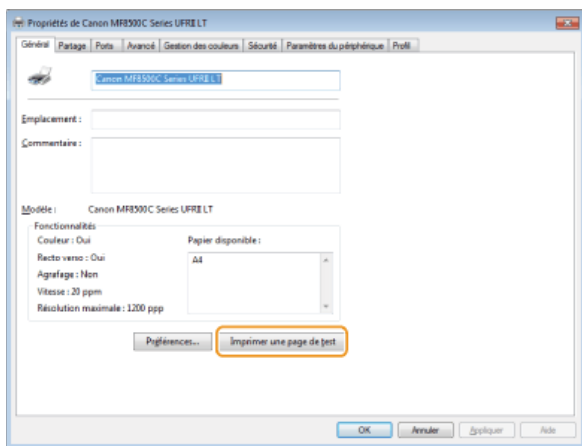 Propriétés de Canon MF8500C Series UFRII LT
Général Partage Ports Avancé Gestion des couleurs Sécurité Paramètres du périphérique Profil
Canon MF8500C Series UFRII LT
Emplacement :
Commentaire :
Modèle : Canon MF8500C Series UFRII LT
Fonctionnalités
Couleur : Oui Papier disponible :
Recto verso : Oui A4
Agrafage : Non
Vitesse : 20 ppm
Résolution maximale : 1200 ppp
Préférences... Imprimer une page de test
OK Annuler Appliquer Aide